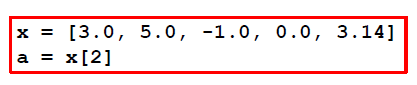 x = [3.0, 5.0, -1.0, 0.0, 3.14]
a = x[2]